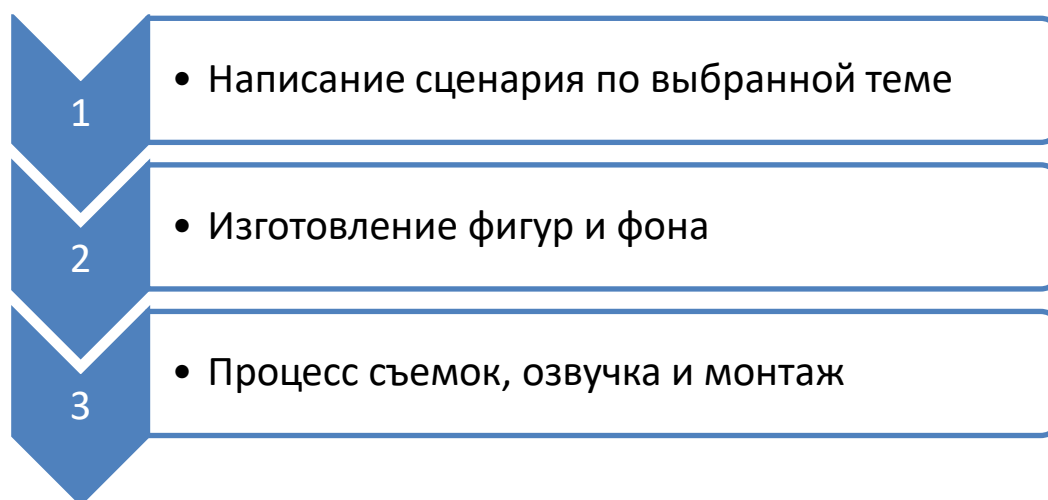 1
• Написание сценария по выбранной теме
2
• Изготовление фигур и фона
3
• Процесс съемок, озвучка и монтаж